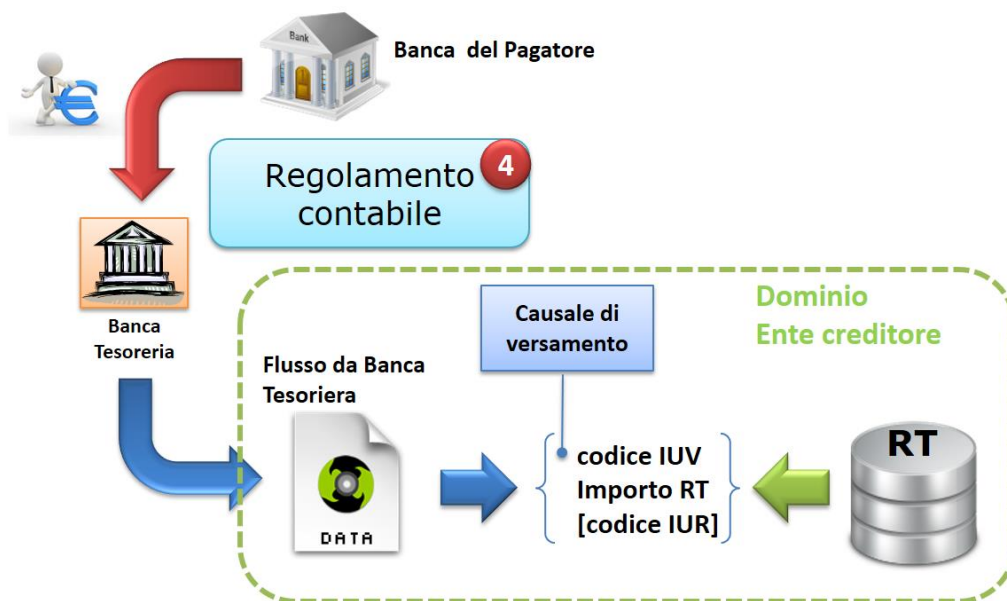 Bank
Banca del Pagatore
4
Regolamento
contabile
Banca
Tesoreria
Dominio
Ente creditore
Causale di
versamento
Flusso da Banca
Tesoriera
DATA
codice IUV
Importo RT
[codice IUR]
RT